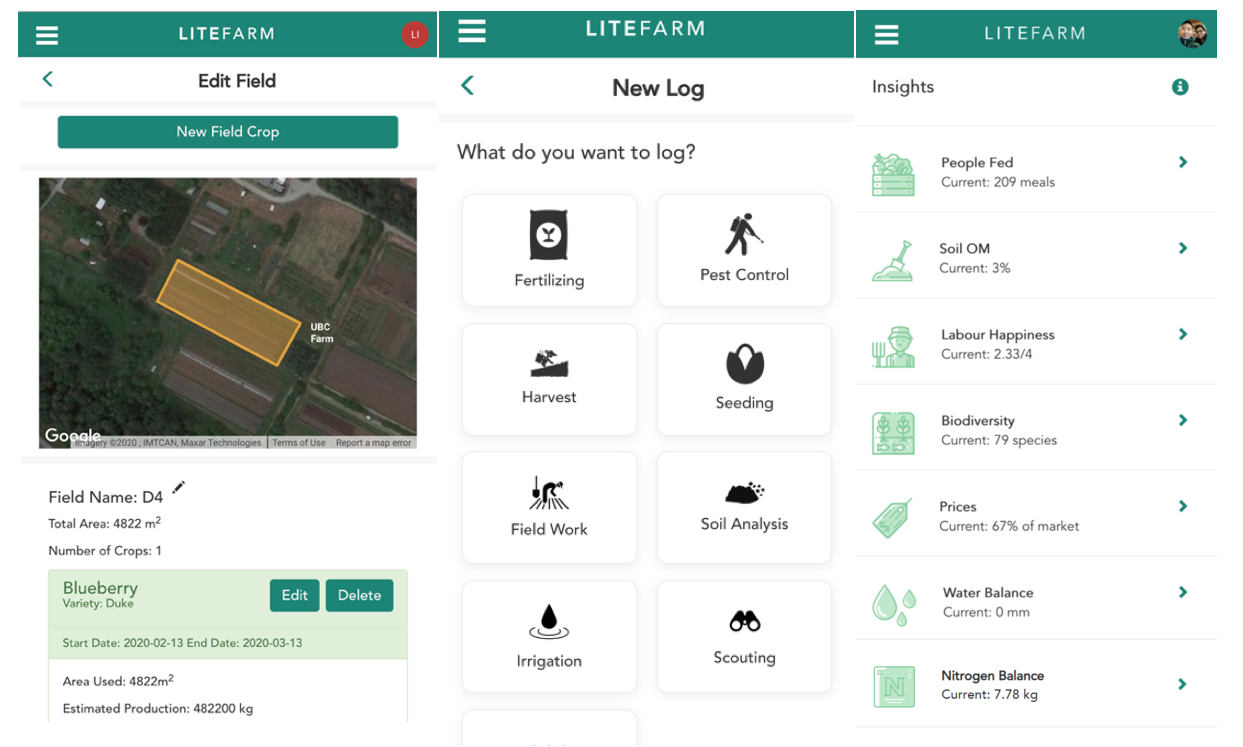 LITEFARM
LI
Edit Field
New Field Crop
UBC
Farm
Google
Imagery ©2020 , IMTCAN, Maxar Technologies
Terms of Use
Report a map error
Field Name: D4
Total Area: 4822 m2
Number of Crops: 1
Blueberry
Variety: Duke
Edit
Delete
Start Date: 2020-02-13 End Date: 2020-03-13
Area Used: 4822m2
Estimated Production: 482200 kg
LITEFARM
New Log
What do you want to log?
Fertilizing
Pest Control
Harvest
Seeding
Field Work
Soil Analysis
Irrigation
Scouting
LITEFARM
Insights
People Fed
Current: 209 meals
Soil OM
Current: 3%
Labour Happiness
Current: 2.33/4
Biodiversity
Current: 79 species
Prices
Current: 67% of market
Water Balance
Current: 0 mm
N
Nitrogen Balance
Current: 7.78 kg